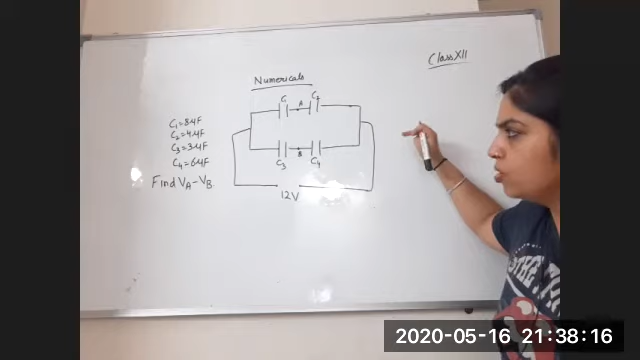 Class XII
Numericals
C1 A C2
C1=8μF
C2=4μF
C3=3μF
C4=6μF
B
C3 C4
Find VA-VB.
12V
2020-05-16 21:38:16